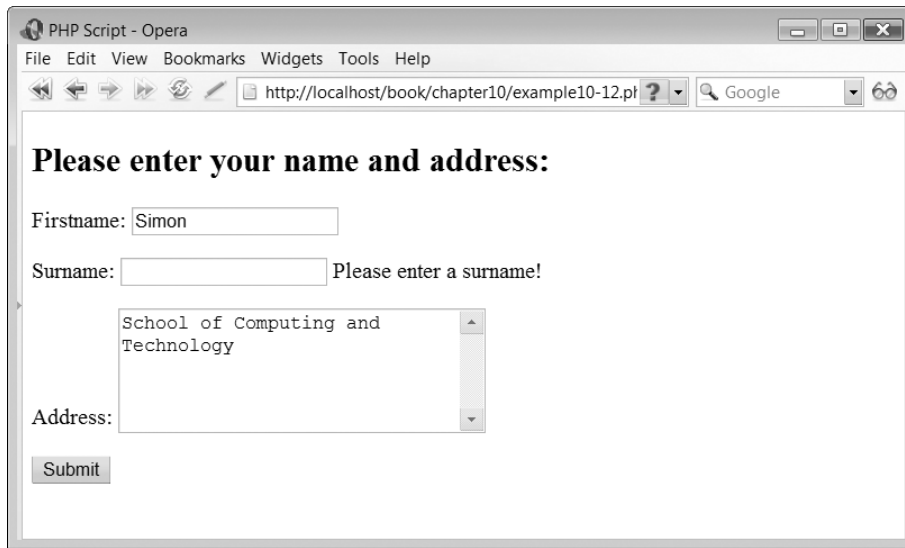 PHP Script - Opera
File Edit View Bookmarks Widgets Tools Help
http://localhost/book/chapter10/example10-12.ph ? Google
Please enter your name and address:
Firstname: Simon
Surname: Please enter a surname!
School of Computing and
Technology
Address:
Submit